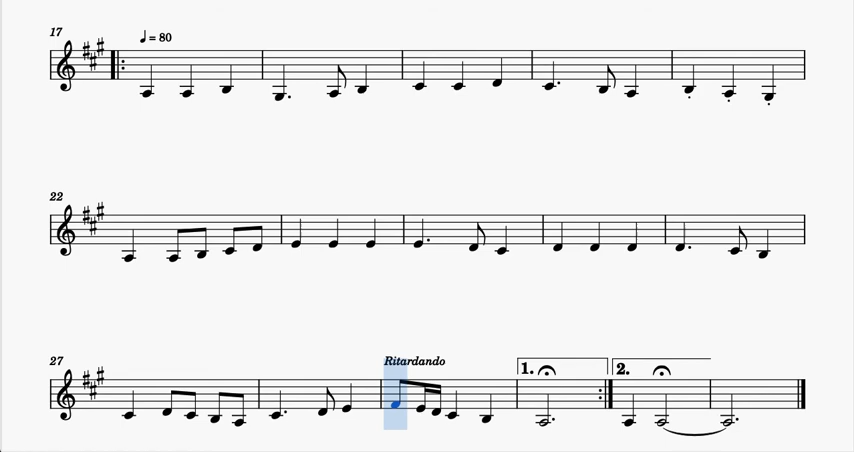 17
♩ = 80
22
27
Ritardando
1.
2.